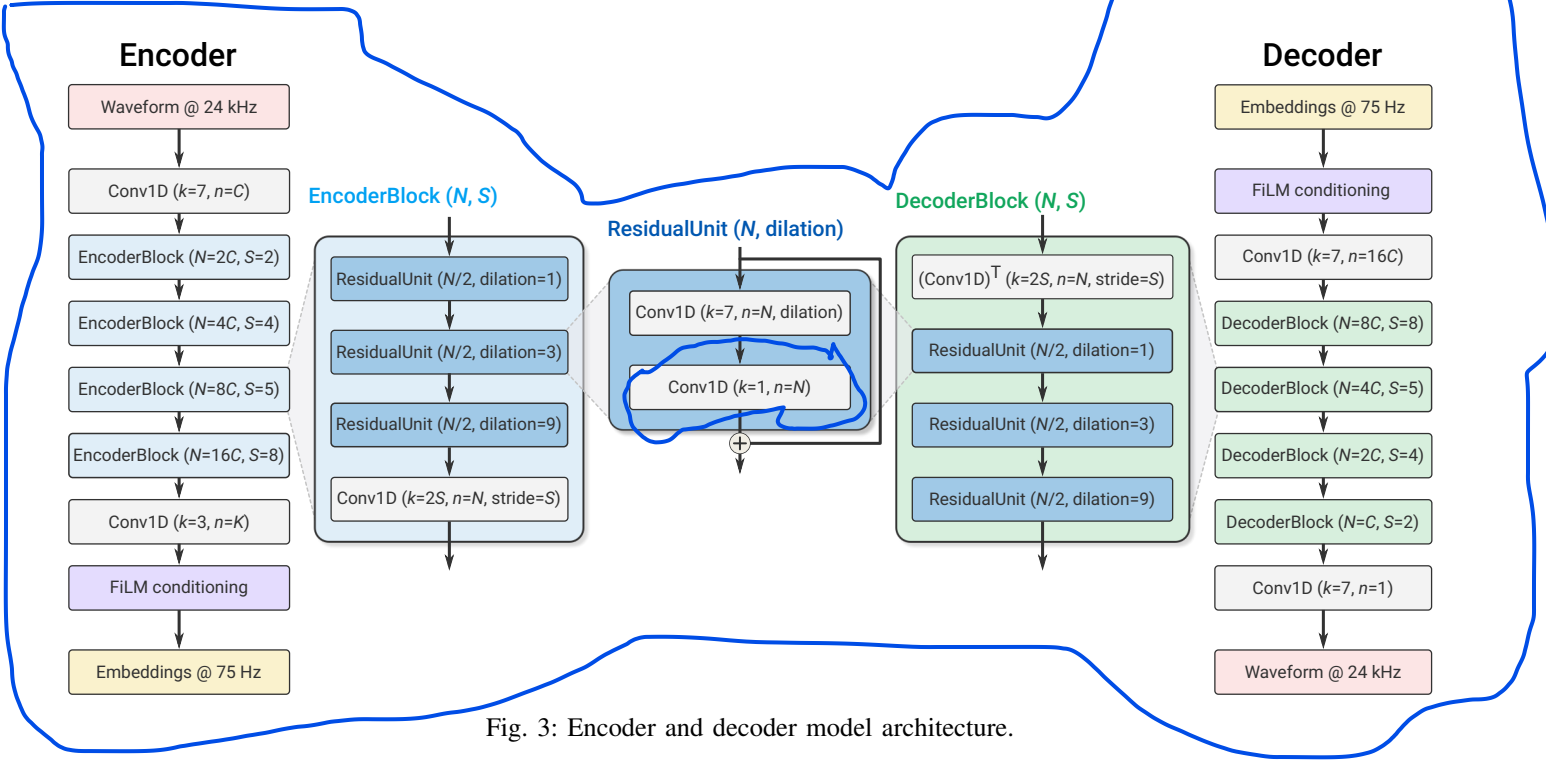 Encoder
Waveform @ 24 kHz
Conv1D (k=7, n=C)
EncoderBlock (N=2C, S=2)
EncoderBlock (N=4C, S=4)
EncoderBlock (N=8C, S=5)
EncoderBlock (N=16C, S=8)
Conv1D (k=3, n=K)
FiLM conditioning
Embeddings @ 75 Hz
EncoderBlock (N, S)
ResidualUnit (N/2, dilation=1)
ResidualUnit (N/2, dilation=3)
ResidualUnit (N/2, dilation=9)
Conv1D (k=2S, n=N, stride=S)
ResidualUnit (N, dilation)
Conv1D (k=7, n=N, dilation)
Conv1D (k=1, n=N)
+
DecoderBlock (N, S)
(Conv1D)ᵀ (k=2S, n=N, stride=S)
ResidualUnit (N/2, dilation=1)
ResidualUnit (N/2, dilation=3)
ResidualUnit (N/2, dilation=9)
Decoder
Embeddings @ 75 Hz
FiLM conditioning
Conv1D (k=7, n=16C)
DecoderBlock (N=8C, S=8)
DecoderBlock (N=4C, S=5)
DecoderBlock (N=2C, S=4)
DecoderBlock (N=C, S=2)
Conv1D (k=7, n=1)
Waveform @ 24 kHz
Fig. 3: Encoder and decoder model architecture.